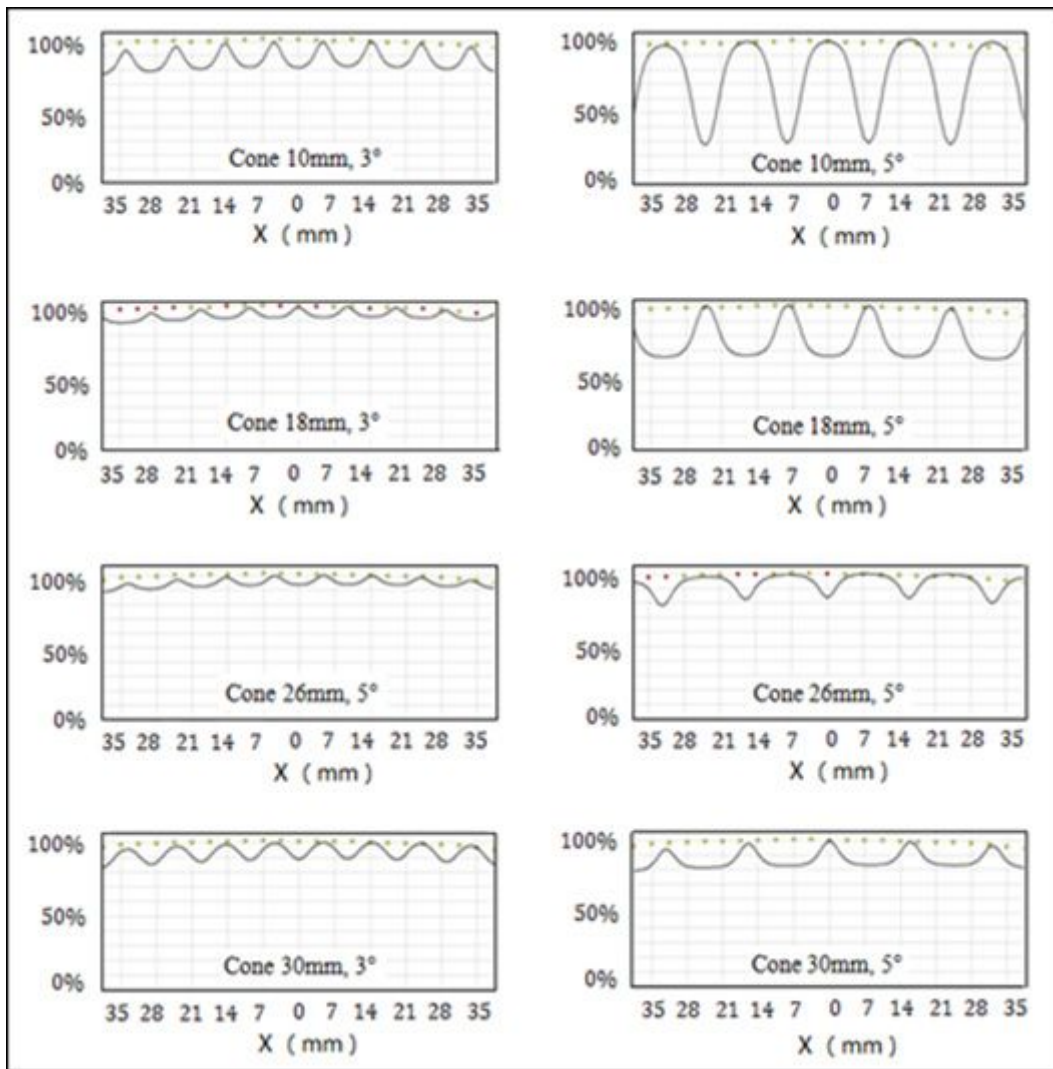 100%
50%
0%
Cone 10mm, 3°
35 28 21 14 7 0 7 14 21 28 35
X ( mm )
100%
50%
0%
Cone 10mm, 5°
35 28 21 14 7 0 7 14 21 28 35
X ( mm )
100%
50%
0%
Cone 18mm, 3°
35 28 21 14 7 0 7 14 21 28 35
X ( mm )
100%
50%
0%
Cone 18mm, 5°
35 28 21 14 7 0 7 14 21 28 35
X ( mm )
100%
50%
0%
Cone 26mm, 5°
35 28 21 14 7 0 7 14 21 28 35
X ( mm )
100%
50%
0%
Cone 26mm, 5°
35 28 21 14 7 0 7 14 21 28 35
X ( mm )
100%
50%
0%
Cone 30mm, 3°
35 28 21 14 7 0 7 14 21 28 35
X ( mm )
100%
50%
0%
Cone 30mm, 5°
35 28 21 14 7 0 7 14 21 28 35
X ( mm )